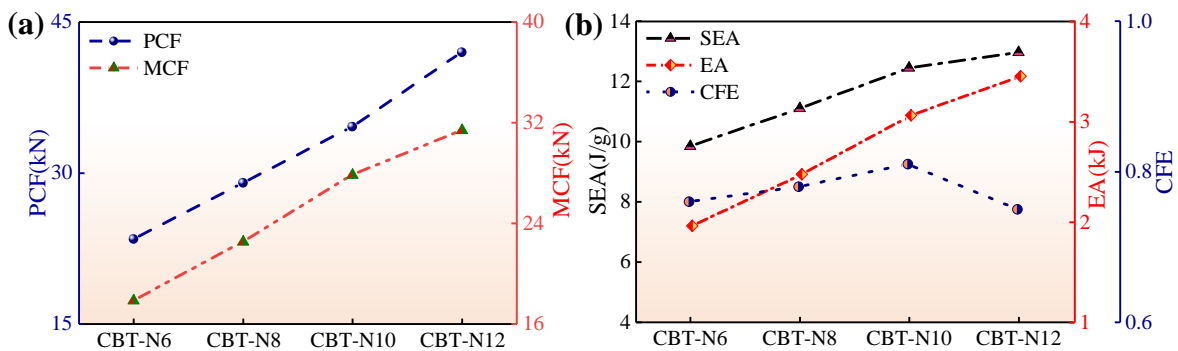 (a)
PCF(kN)
45
30
15
PCF
MCF
CBT-N6
CBT-N8
CBT-N10
CBT-N12
40
32
24
16
MCF(kN)
(b)
SEA(J/g)
14
12
10
8
6
4
SEA
EA
CFE
CBT-N6
CBT-N8
CBT-N10
CBT-N12
4
3
2
1
EA(kJ)
1.0
0.8
0.6
CFE